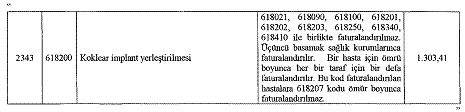 “
618021, 618090, 618100, 618201,
618202, 618203, 618250, 618340,
618410 ile birlikte faturalandırılmaz.
Üçüncü basamak sağlık kurumlarınca
2343 618200 Koklear implant yerleştirilmesi faturalandırılır. Bir hasta için ömrü 1.303,41
boyunca her bir taraf için bir defa
faturalandırılır. Bu kod faturalandırılan
hastalara 618207 kodu ömür boyunca
faturalandırılmaz.
”